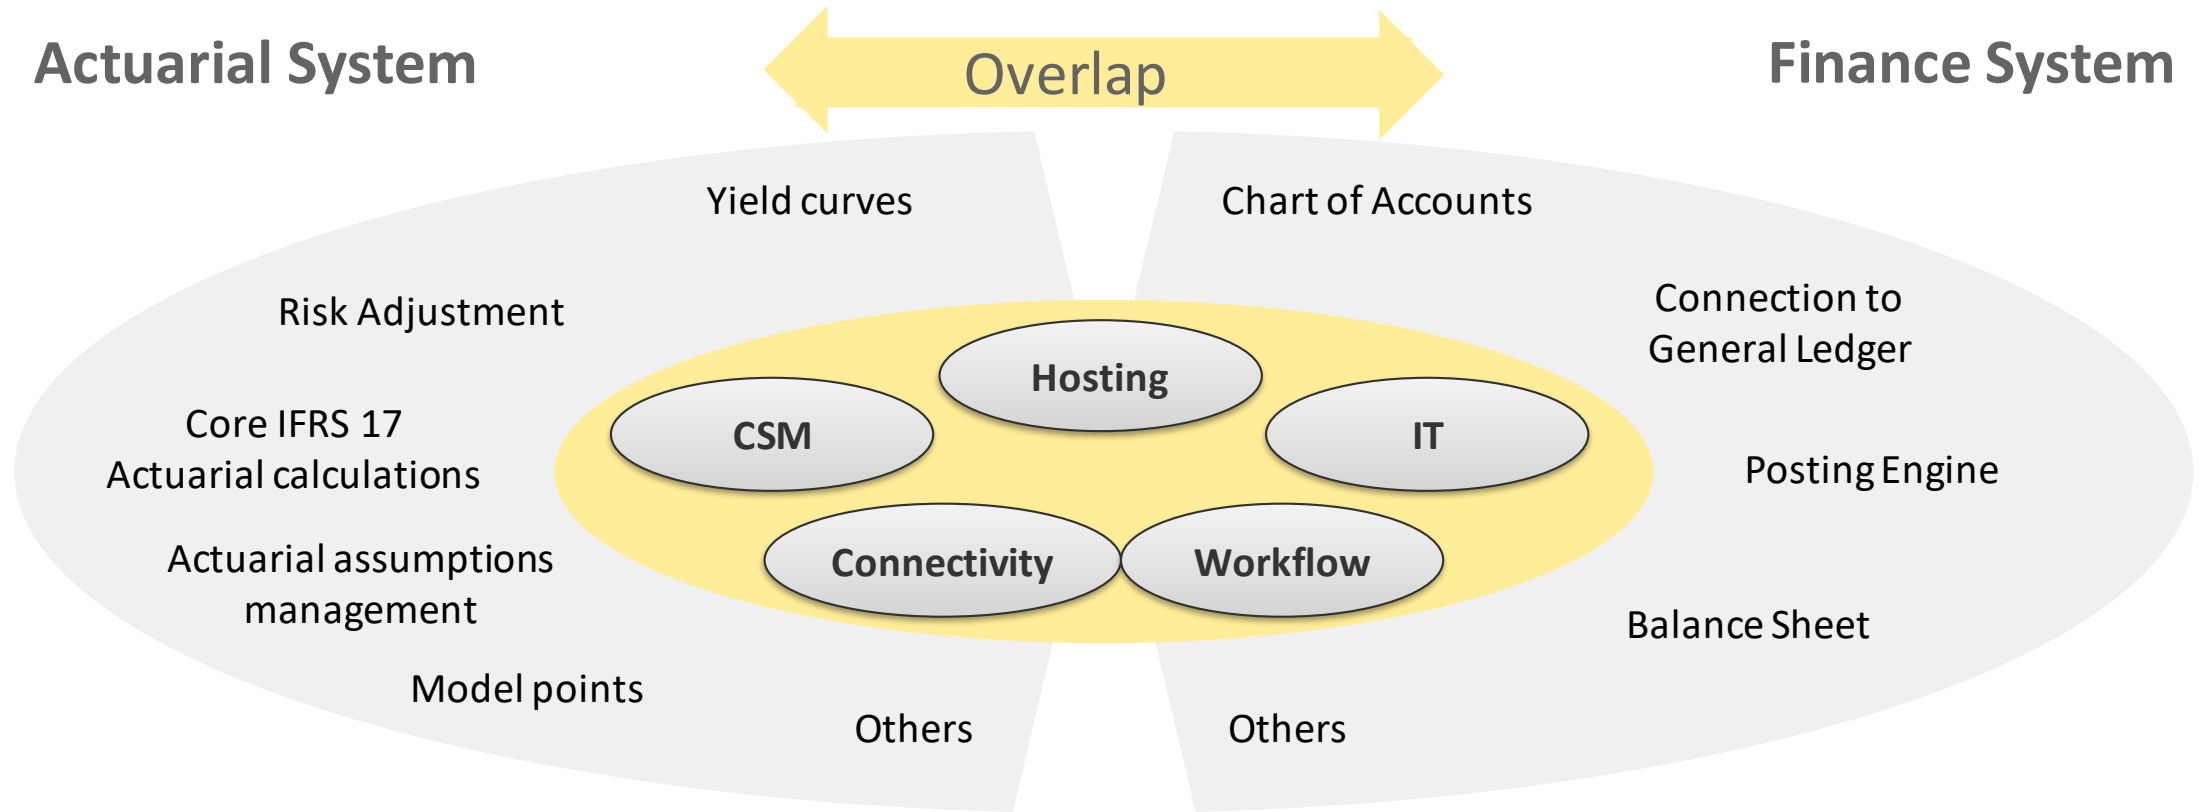 Actuarial System
Overlap
Finance System
Yield curves
Chart of Accounts
Risk Adjustment
Connection to
General Ledger
Hosting
CSM
IT
Core IFRS 17
Actuarial calculations
Posting Engine
Connectivity
Workflow
Actuarial assumptions
management
Balance Sheet
Model points
Others
Others